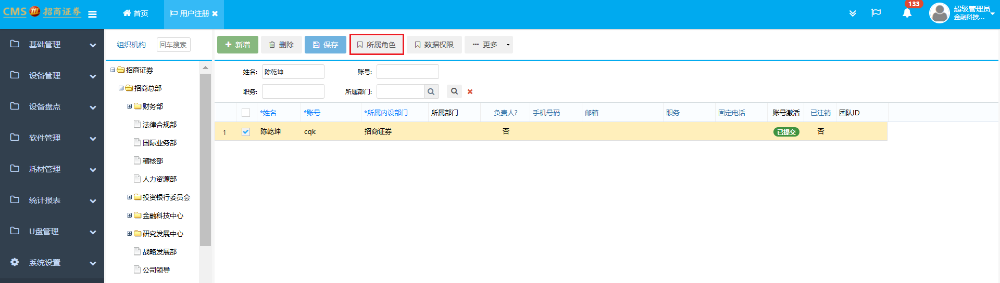 CMS 招商证券
首页
用户注册
133
超级管理员
金融科技...
基础管理
设备管理
设备盘点
软件管理
耗材管理
统计报表
U盘管理
系统设置
组织机构
回车搜索
招商证券
招商总部
财务部
法律合规部
国际业务部
稽核部
人力资源部
投资银行委员会
金融科技中心
研究发展中心
战略发展部
公司领导
新增 删除 保存 所属角色 数据权限 更多
姓名: 陈乾坤 账号:
职务: 所属部门:
*姓名 *账号 *所属内设部门 所属部门 负责人? 手机号码 邮箱 职务 固定电话 账号激活 已注销 团队ID
1 陈乾坤 cqk 招商证券 否 已提交 否